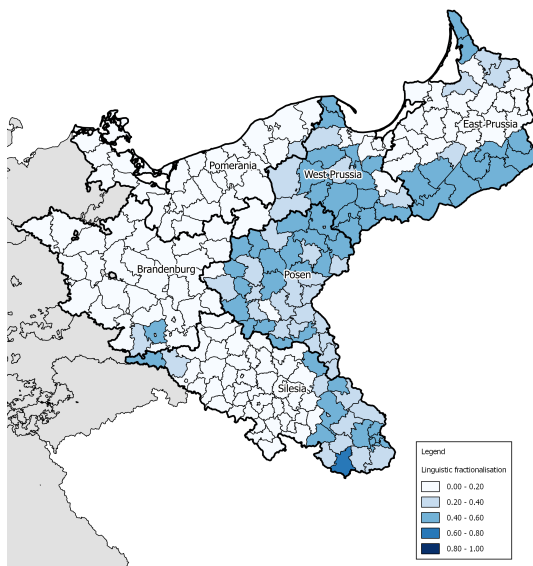 East Prussia
Pomerania
West Prussia
Brandenburg
Posen
Silesia
Legend
Linguistic fractionalisation
0.00 - 0.20
0.20 - 0.40
0.40 - 0.60
0.60 - 0.80
0.80 - 1.00